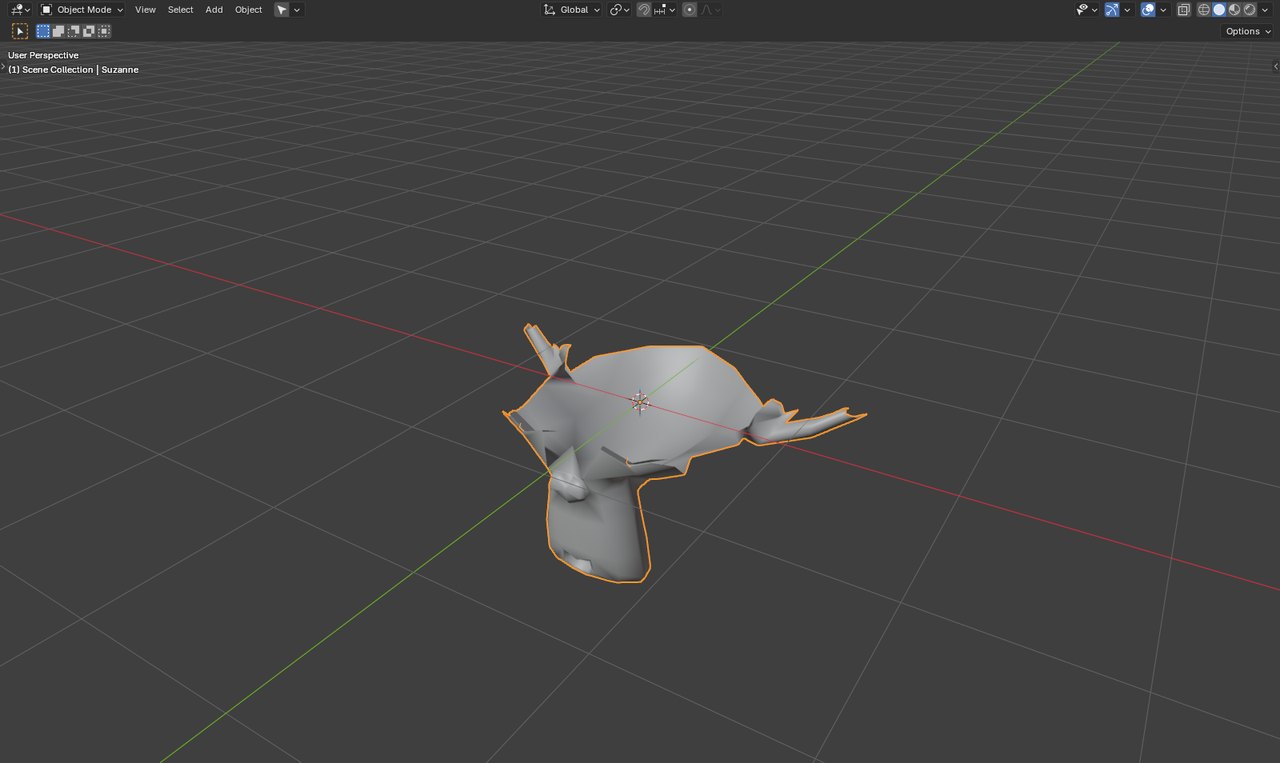 Object Mode View Select Add Object Global
Options
User Perspective
(1) Scene Collection | Suzanne